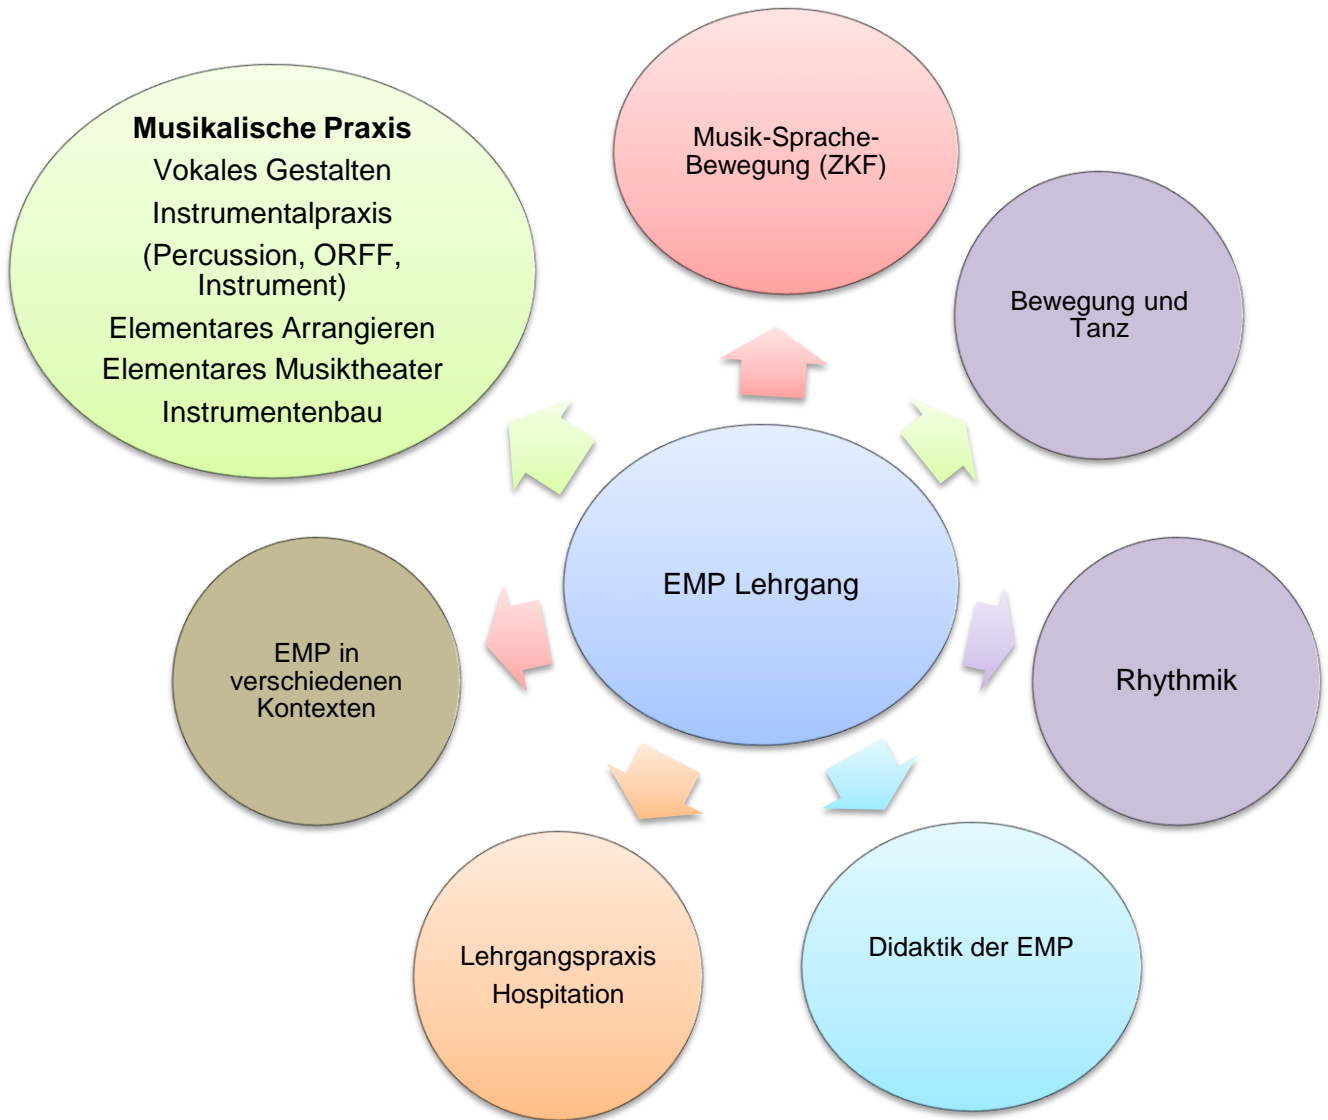 Musikalische Praxis
Vokales Gestalten
Instrumentalpraxis
(Percussion, ORFF,
Instrument)
Elementares Arrangieren
Elementares Musiktheater
Instrumentenbau
Musik-Sprache-
Bewegung (ZKF)
Bewegung und
Tanz
EMP Lehrgang
EMP in
verschiedenen
Kontexten
Rhythmik
Lehrgangspraxis
Hospitation
Didaktik der EMP